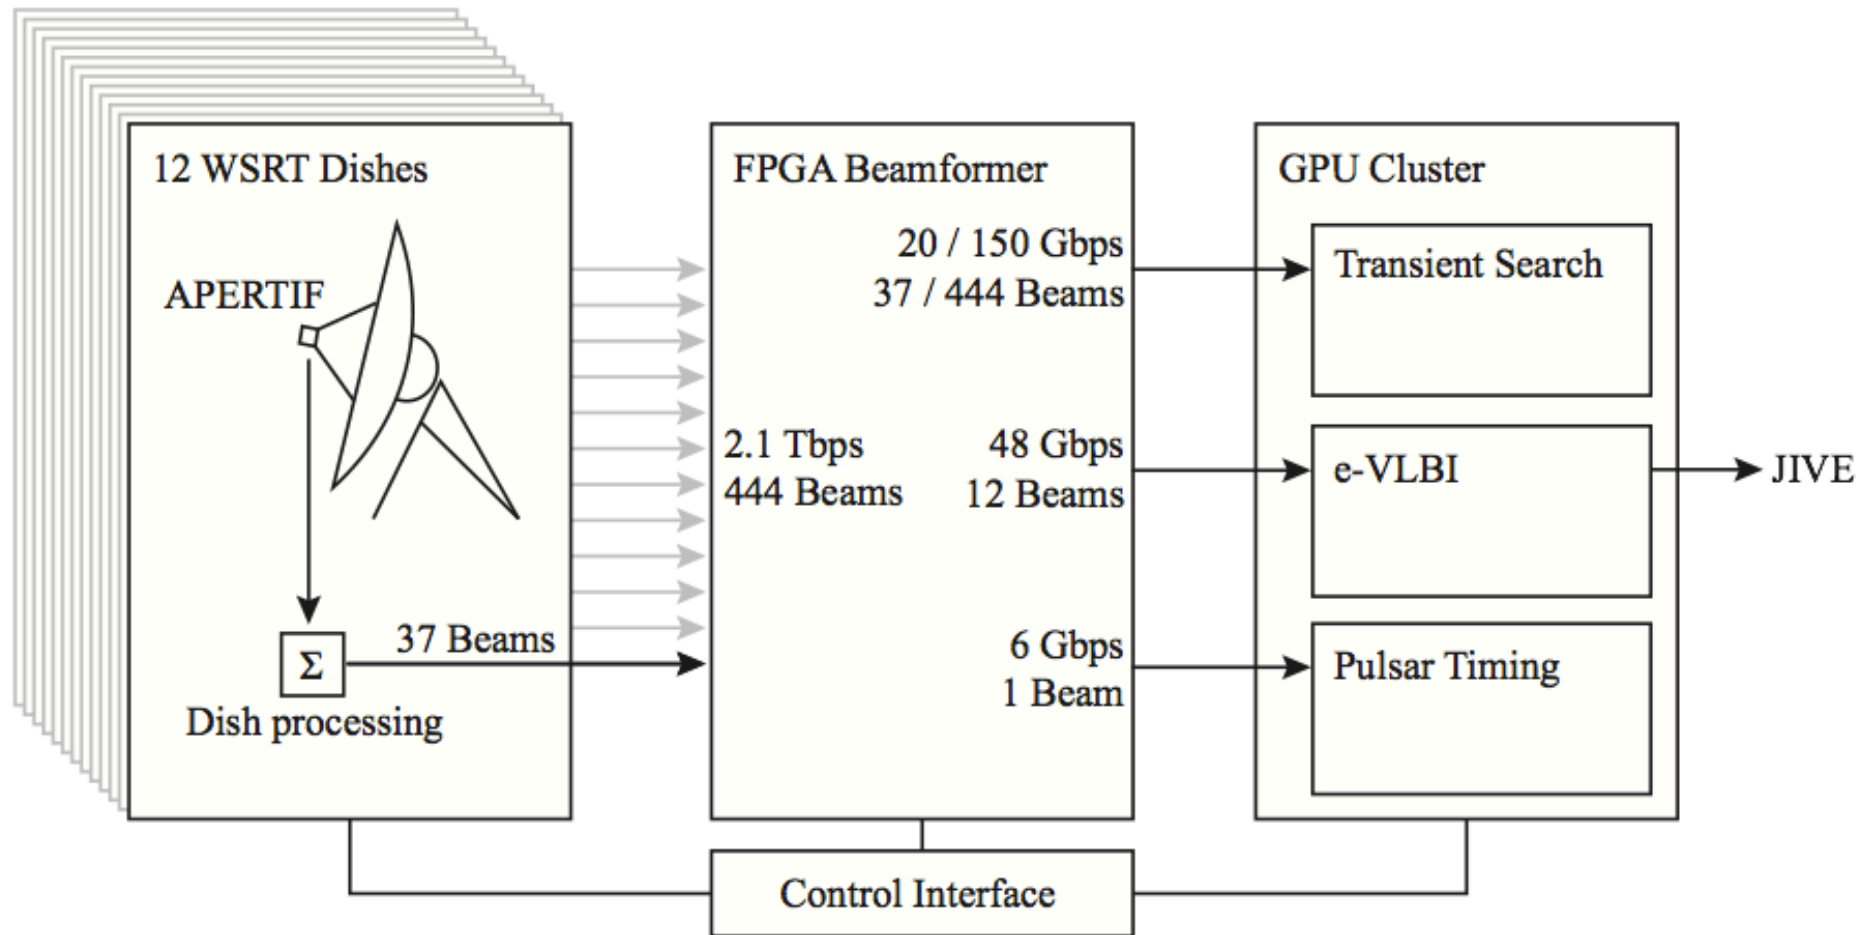 12 WSRT Dishes
APERTIF
Σ
37 Beams
Dish processing
FPGA Beamformer
20 / 150 Gbps
37 / 444 Beams
2.1 Tbps
444 Beams
48 Gbps
12 Beams
6 Gbps
1 Beam
GPU Cluster
Transient Search
e-VLBI
JIVE
Pulsar Timing
Control Interface